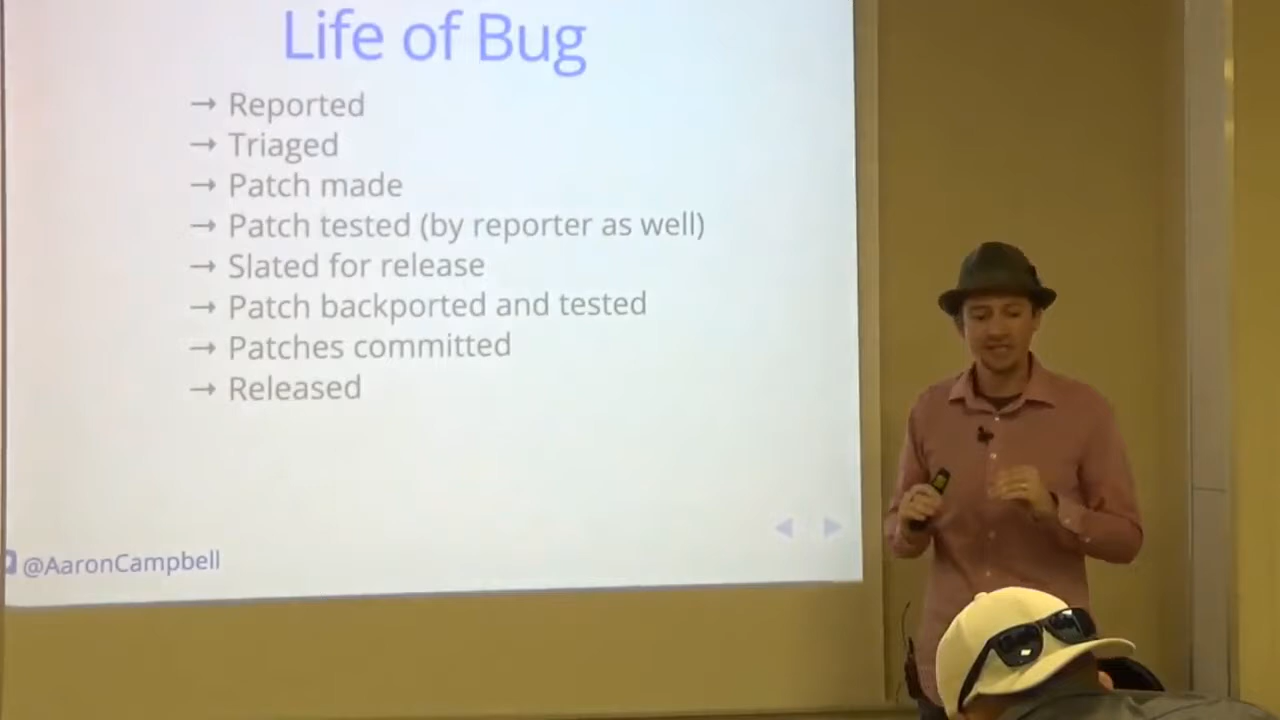 Life of Bug
→ Reported
→ Triaged
→ Patch made
→ Patch tested (by reporter as well)
→ Slated for release
→ Patch backported and tested
→ Patches committed
→ Released
@AaronCampbell